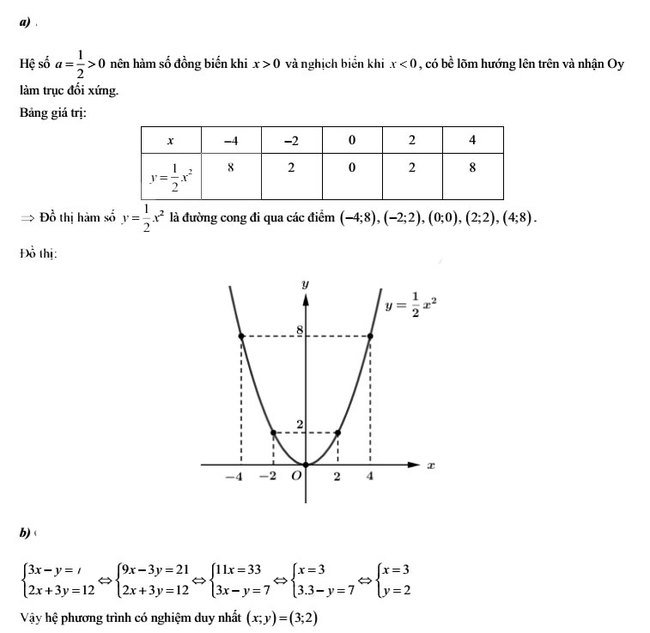 a) .
Hệ số a = 1/2 > 0 nên hàm số đồng biến khi x > 0 và nghịch biến khi x < 0, có bề lõm hướng lên trên và nhận Oy
làm trục đối xứng.
Bảng giá trị:
x −4 −2 0 2 4
y = 1/2 x² 8 2 0 2 8
⇒ Đồ thị hàm số y = 1/2 x² là đường cong đi qua các điểm (−4;8), (−2;2), (0;0), (2;2), (4;8).
Đồ thị:
y
y = 1/2 x²
8
2
−4 −2 O 2 4 x
b)
{3x − y = ; 2x + 3y = 12 ⇔ {9x − 3y = 21; 2x + 3y = 12 ⇔ {11x = 33; 3x − y = 7 ⇔ {x = 3; 3.3 − y = 7 ⇔ {x = 3; y = 2
Vậy hệ phương trình có nghiệm duy nhất (x; y) = (3; 2)